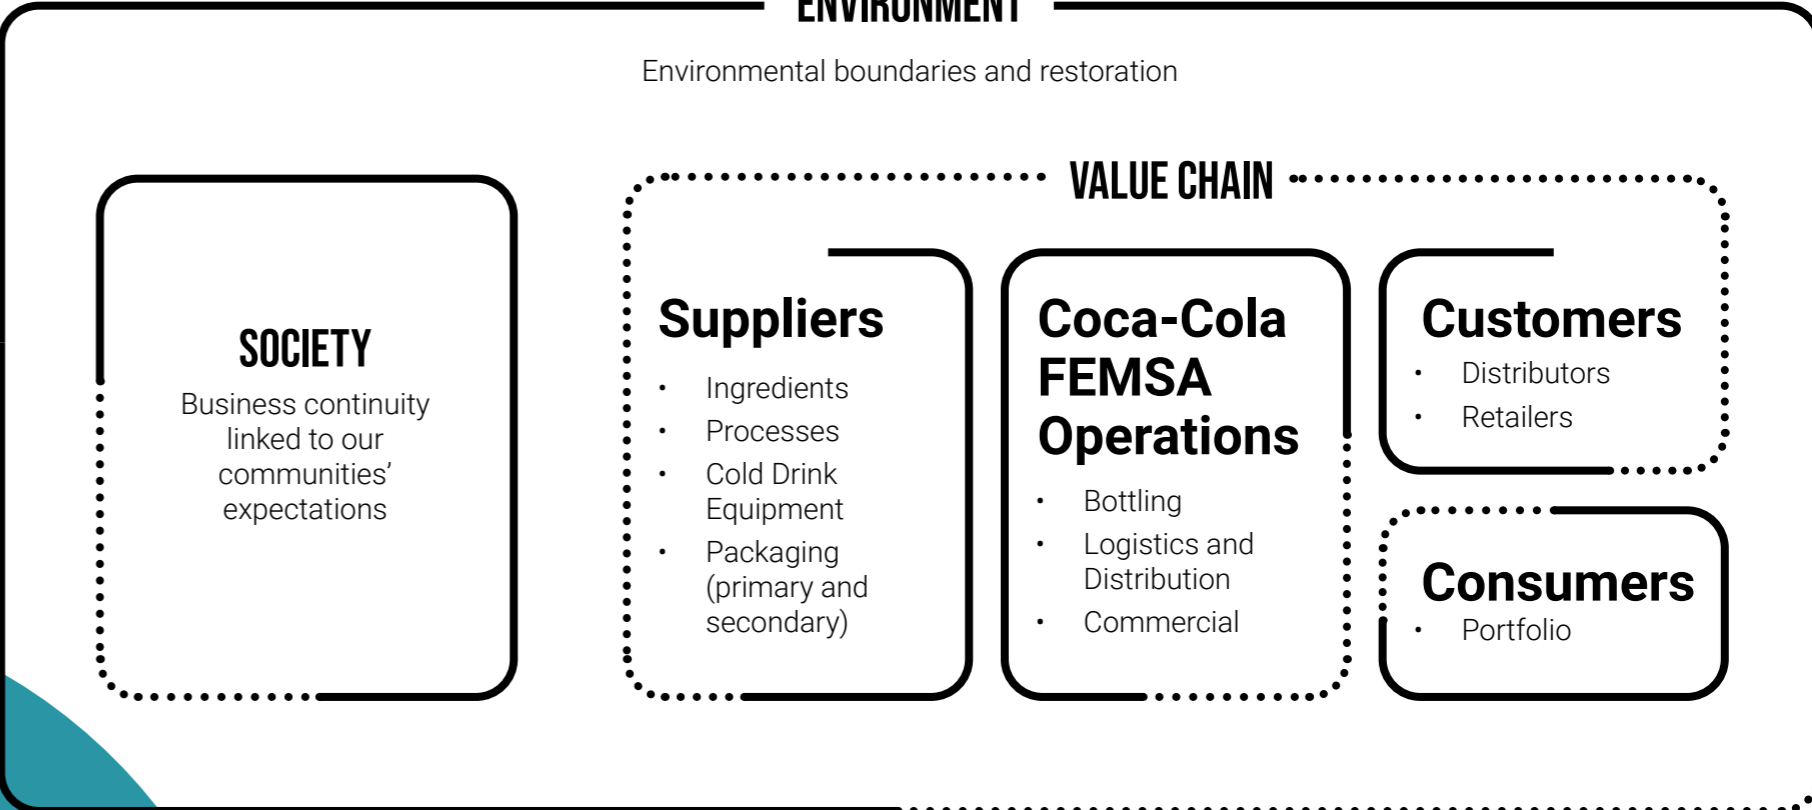 ENVIRONMENT
Environmental boundaries and restoration
SOCIETY
Business continuity
linked to our
communities’
expectations
VALUE CHAIN
Suppliers
• Ingredients
• Processes
• Cold Drink
Equipment
• Packaging
(primary and
secondary)
Coca-Cola
FEMSA
Operations
• Bottling
• Logistics and
Distribution
• Commercial
Customers
• Distributors
• Retailers
Consumers
• Portfolio